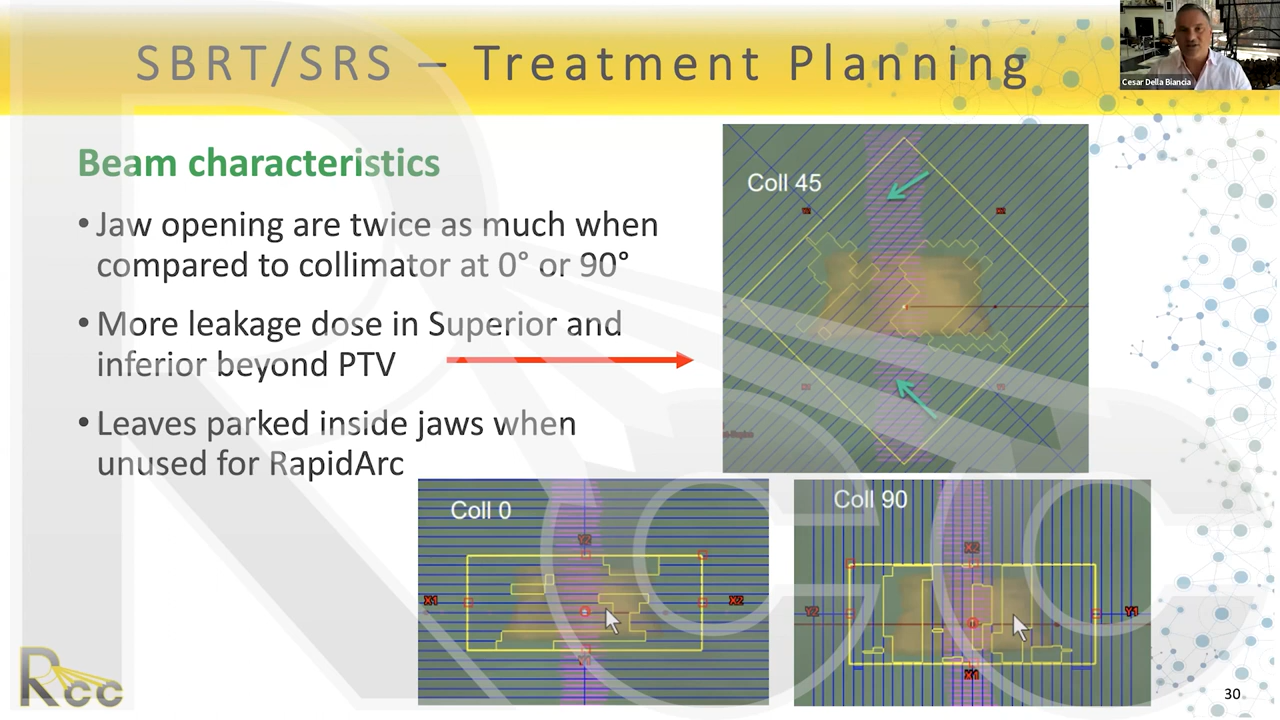 SBRT/SRS – Treatment Planning
Cesar Della Biancia
Beam characteristics
• Jaw opening are twice as much when
compared to collimator at 0° or 90°
• More leakage dose in Superior and
inferior beyond PTV
• Leaves parked inside jaws when
unused for RapidArc
Coll 45
Coll 0
Y2
X1
X2
Coll 90
X2
Y2
Y1
X1
Rcc
30